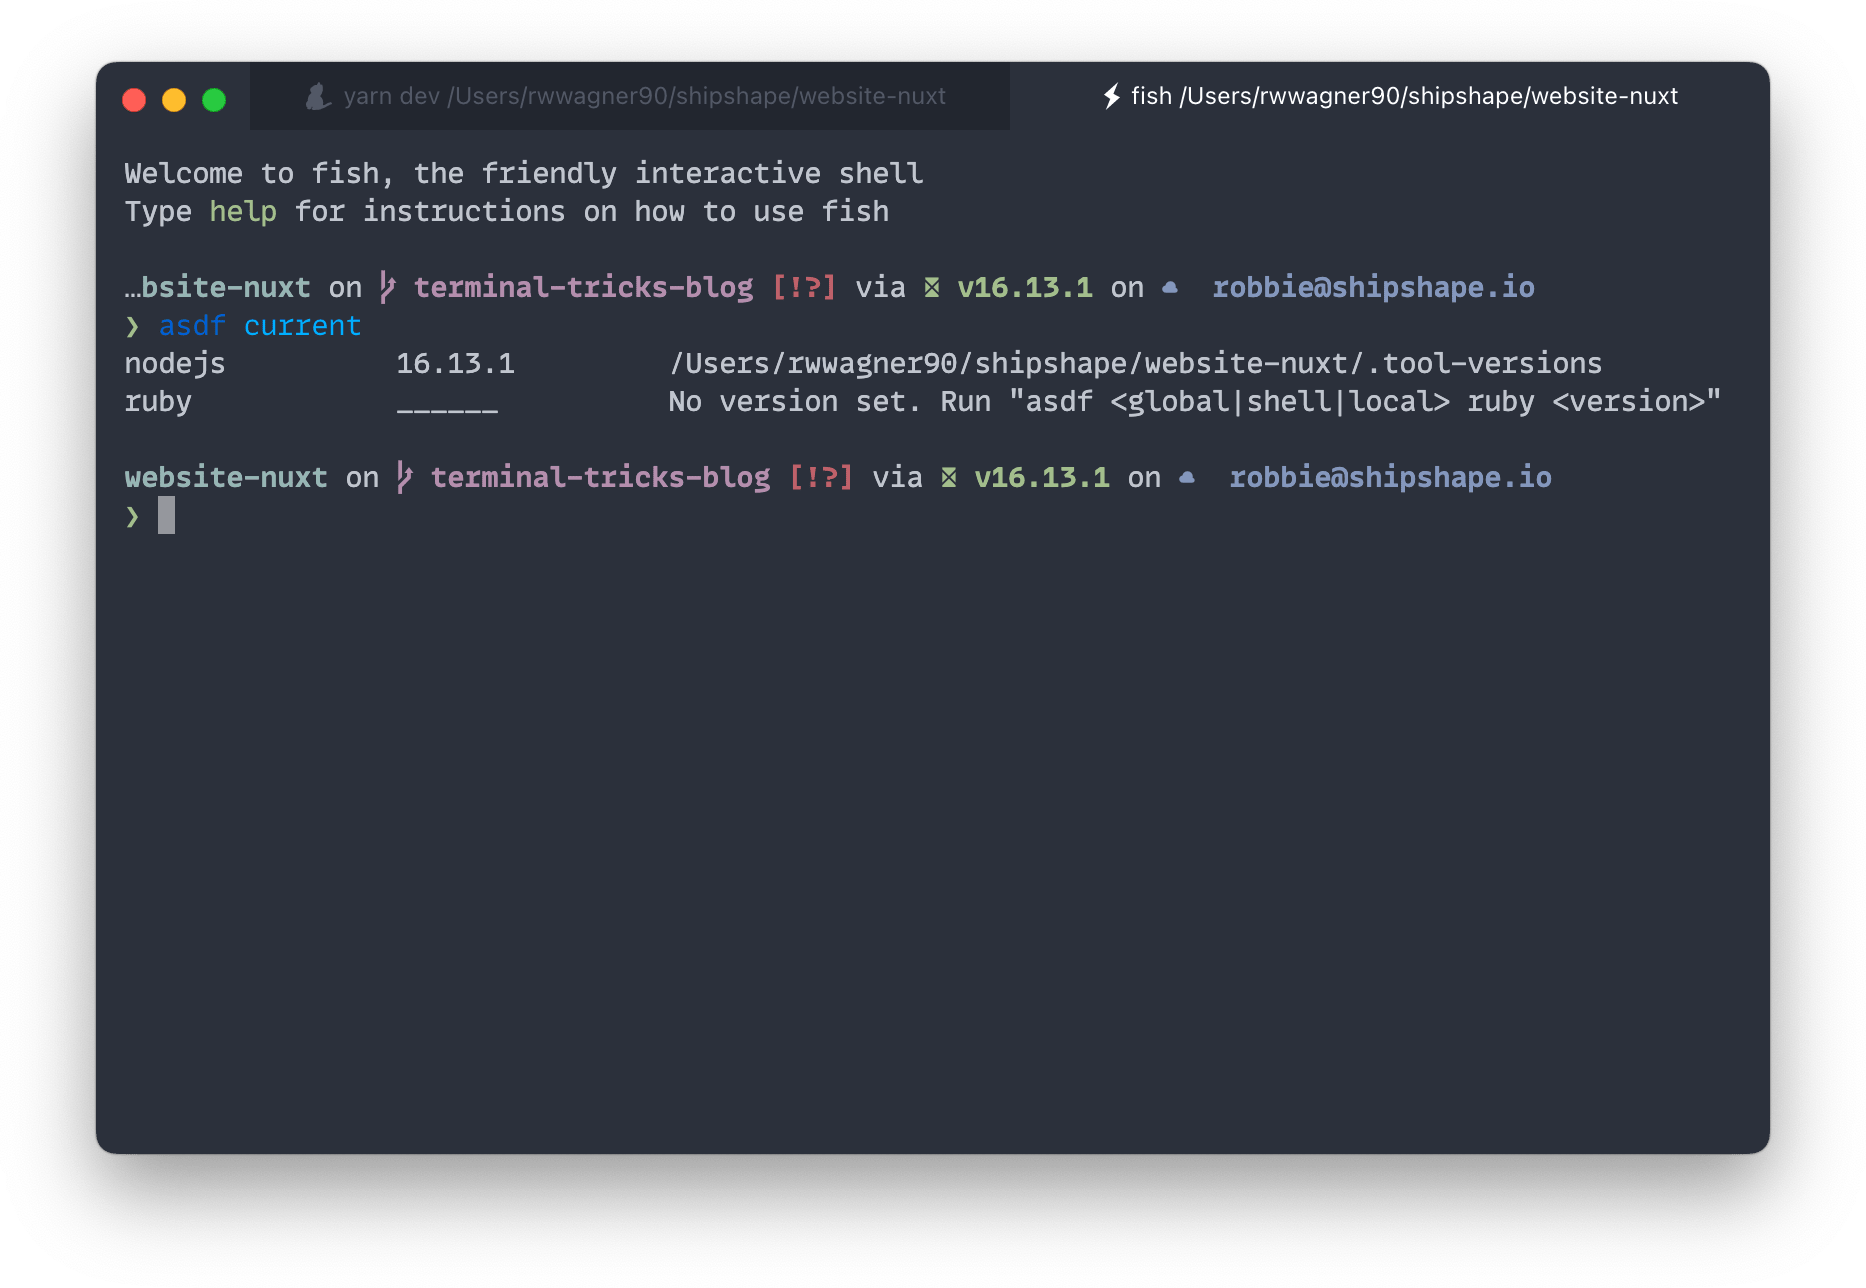 yarn dev /Users/rwwagner90/shipshape/website-nuxt
fish /Users/rwwagner90/shipshape/website-nuxt
Welcome to fish, the friendly interactive shell
Type help for instructions on how to use fish
…bsite-nuxt on terminal-tricks-blog [!?] via v16.13.1 on robbie@shipshape.io
❯ asdf current
nodejs 16.13.1 /Users/rwwagner90/shipshape/website-nuxt/.tool-versions
ruby ______ No version set. Run "asdf <global|shell|local> ruby <version>"
website-nuxt on terminal-tricks-blog [!?] via v16.13.1 on robbie@shipshape.io
❯